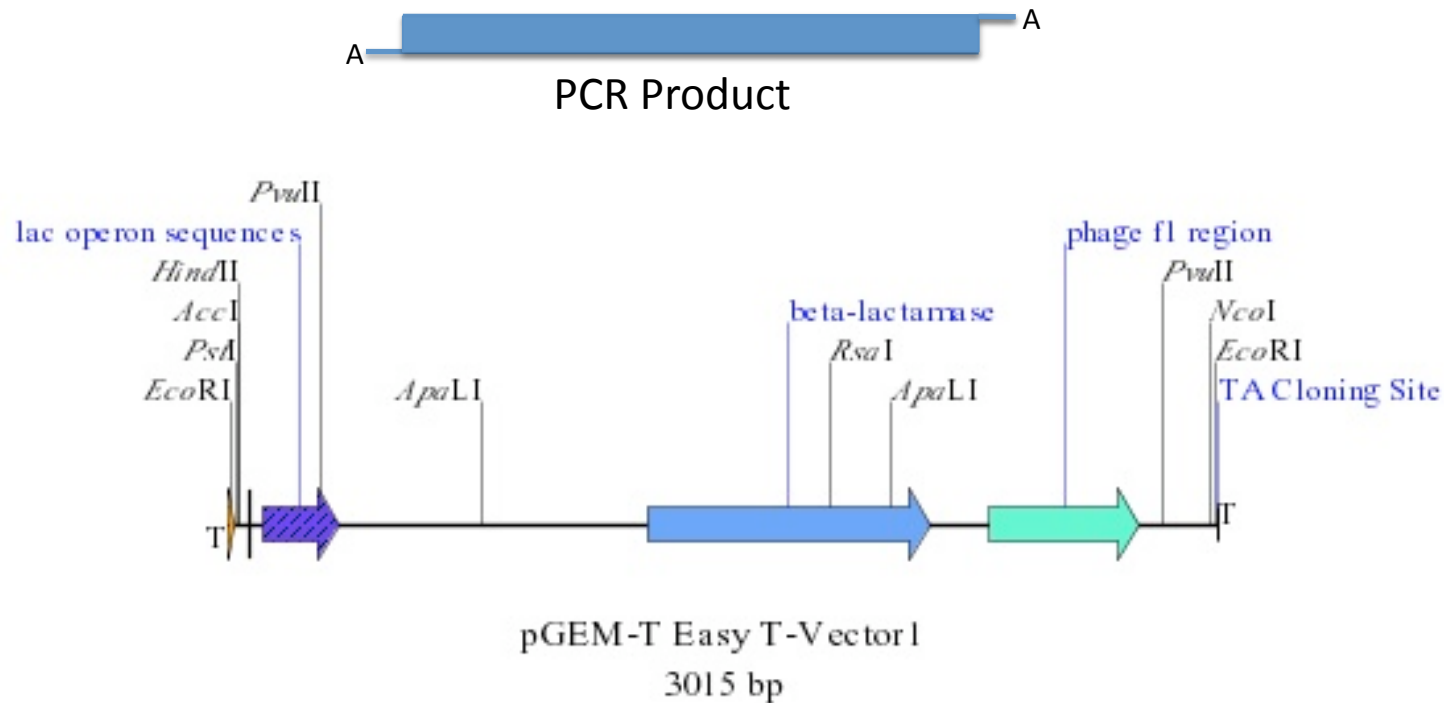 A
A
PCR Product
PvuII
lac operon sequences
phage f1 region
HindII
PvuII
AccI
beta-lactamase
NcoI
PstI
RsaI
EcoRI
EcoRI
ApaLI
ApaLI
TA Cloning Site
T
T
pGEM-T Easy T-Vector1
3015 bp